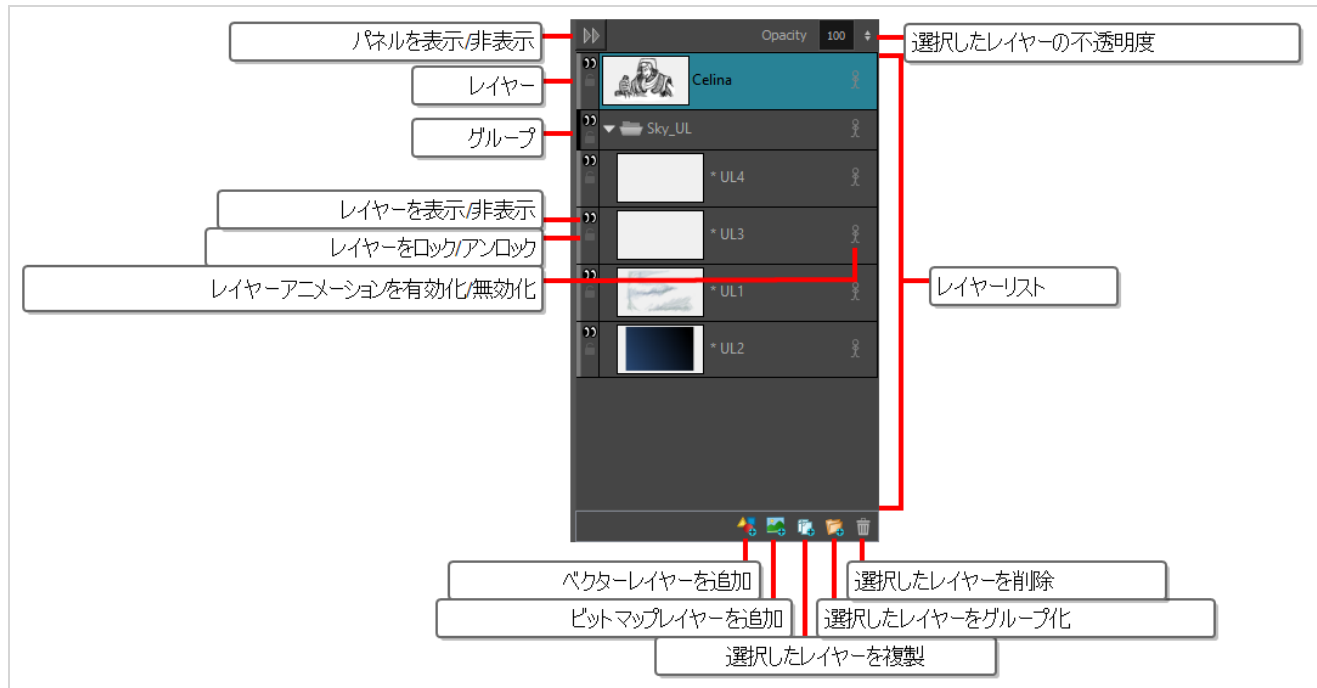 パネルを表示/非表示
Opacity 100
選択したレイヤーの不透明度
レイヤー
Celina
グループ
Sky_UL
* UL4
レイヤーを表示/非表示
* UL3
レイヤーをロック/アンロック
レイヤーアニメーションを有効化/無効化
* UL1
レイヤーリスト
* UL2
ベクターレイヤーを追加
選択したレイヤーを削除
ビットマップレイヤーを追加
選択したレイヤーをグループ化
選択したレイヤーを複製